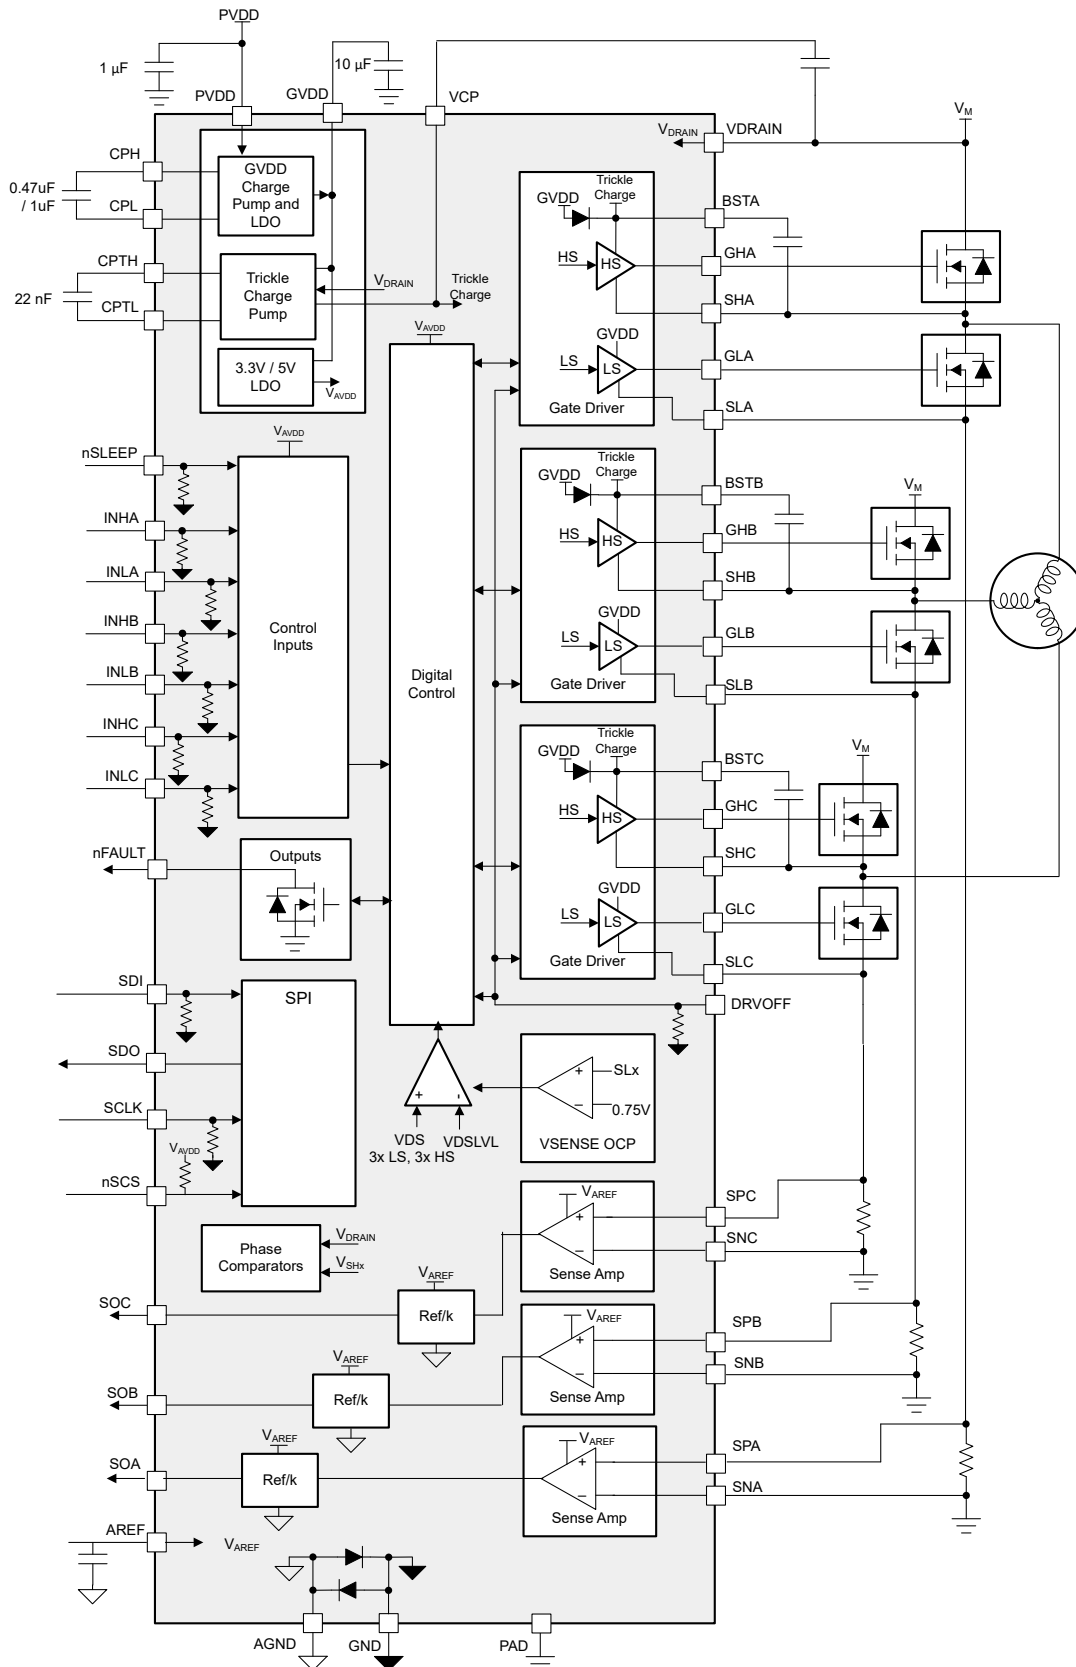 PVDD
1 µF
10 µF
PVDD
GVDD
VCP
VM
VDRAIN
VDRAIN
CPH
0.47uF
/ 1uF
CPL
GVDD
Charge
Pump and
LDO
CPTH
22 nF
CPTL
Trickle
Charge
Pump
VDRAIN
Trickle
Charge
3.3V / 5V
LDO
VAVDD
VAVDD
Digital
Control
Trickle
Charge
GVDD
HS
HS
GVDD
LS
LS
Gate Driver
BSTA
GHA
SHA
GLA
SLA
nSLEEP
INHA
INLA
INHB
INLB
INHC
INLC
VAVDD
Control
Inputs
Trickle
Charge
GVDD
HS
HS
GVDD
LS
LS
Gate Driver
BSTB
GHB
SHB
GLB
SLB
VM
Trickle
Charge
GVDD
HS
HS
GVDD
LS
LS
Gate Driver
BSTC
GHC
SHC
GLC
SLC
VM
nFAULT
Outputs
DRVOFF
SDI
SDO
SCLK
VAVDD
nSCS
SPI
+
-
VDS
3x LS, 3x HS
VDSLVL
+
−
SLx
0.75V
VSENSE OCP
Phase
Comparators
VDRAIN
VSHx
VAREF
+
−
Sense Amp
SPC
SNC
SOC
VAREF
Ref/k
VAREF
+
−
Sense Amp
SPB
SNB
SOB
VAREF
Ref/k
VAREF
+
−
Sense Amp
SPA
SNA
SOA
VAREF
Ref/k
AREF
VAREF
AGND
GND
PAD